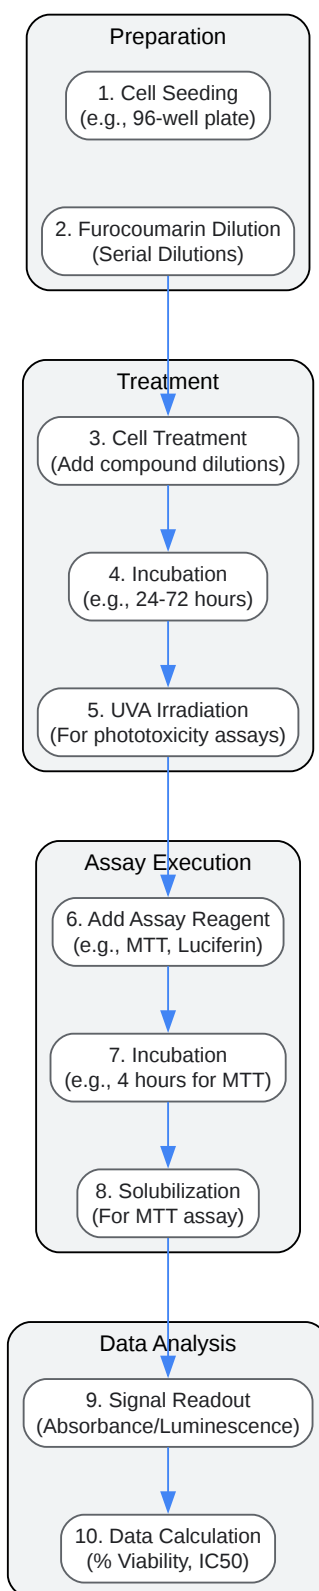 Preparation
1. Cell Seeding
(e.g., 96-well plate)
2. Furocoumarin Dilution
(Serial Dilutions)
Treatment
3. Cell Treatment
(Add compound dilutions)
4. Incubation
(e.g., 24-72 hours)
5. UVA Irradiation
(For phototoxicity assays)
Assay Execution
6. Add Assay Reagent
(e.g., MTT, Luciferin)
7. Incubation
(e.g., 4 hours for MTT)
8. Solubilization
(For MTT assay)
Data Analysis
9. Signal Readout
(Absorbance/Luminescence)
10. Data Calculation
(% Viability, IC50)